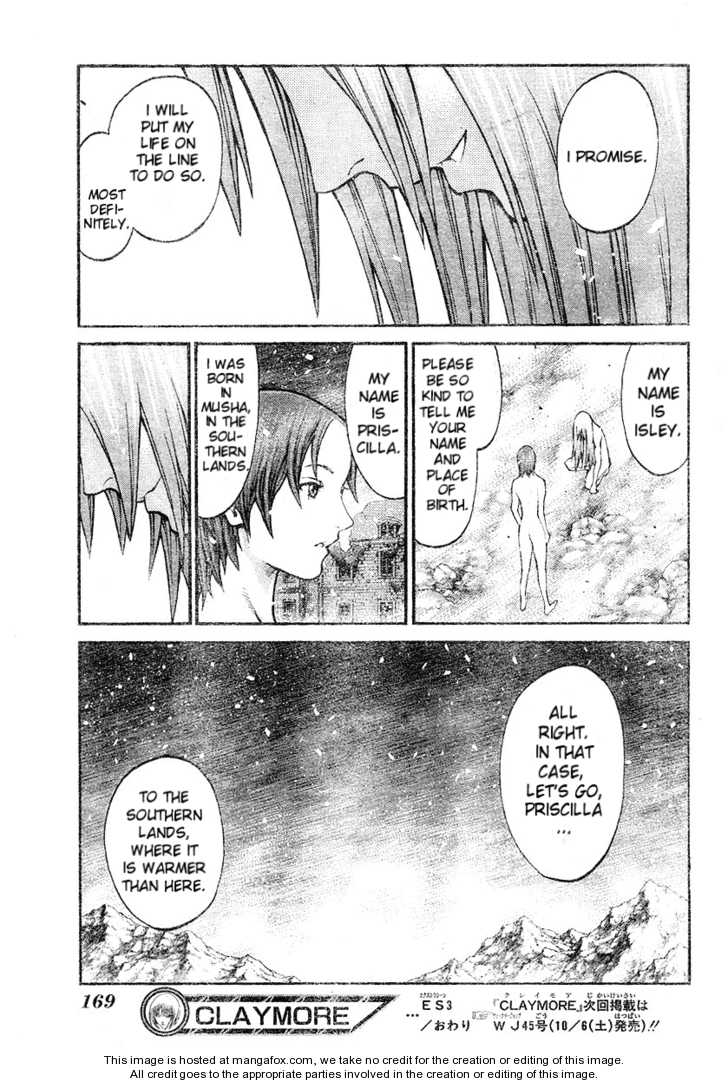 I PROMISE.
I WILL
PUT MY
LIFE ON
THE LINE
TO DO SO.
MOST
DEFI-
NITELY.
MY
NAME
IS
ISLEY.
PLEASE
BE SO
KIND TO
TELL ME
YOUR
NAME
AND
PLACE
OF
BIRTH.
MY
NAME
IS
PRIS-
CILLA.
I WAS
BORN
IN
MUSHA,
IN THE
SOU-
THERN
LANDS.
ALL
RIGHT.
IN THAT
CASE,
LET'S GO,
PRISCILLA
...
TO THE
SOUTHERN
LANDS,
WHERE IT
IS WARMER
THAN HERE.
169
CLAYMORE
...
ES3
/おわり
『CLAYMORE』次回掲載は
WJ45号(10/6(土)発売)!!
This image is hosted at mangafox.com, we take no credit for the creation or editing of this image.
All credit goes to the appropriate parties involved in the creation or editing of this image.